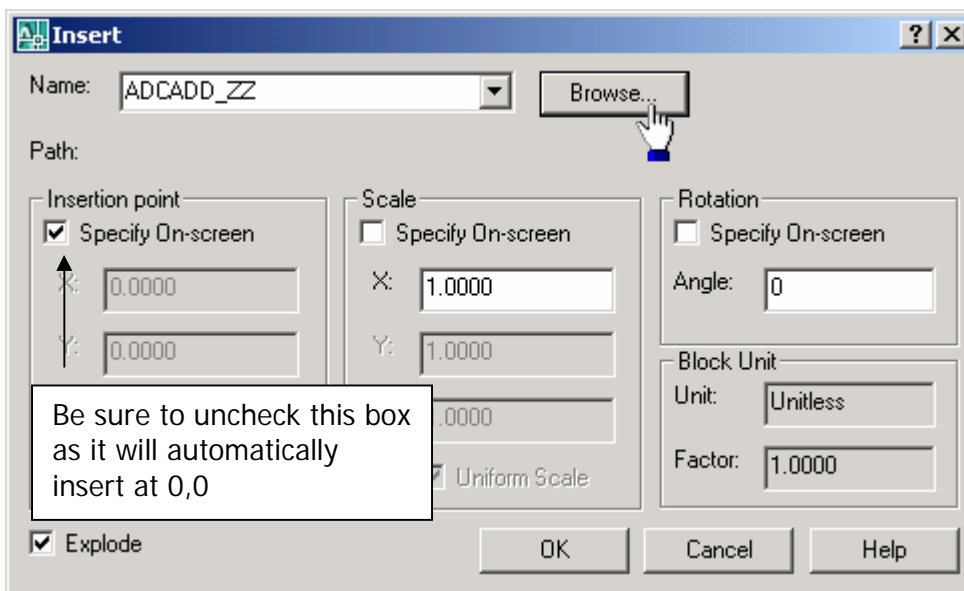 Insert
Name: ADCADD_ZZ Browse...
Path:
Insertion point Scale Rotation
Specify On-screen Specify On-screen Specify On-screen
X: 0.0000 X: 1.0000 Angle: 0
Y: 0.0000 Y: 1.0000
Block Unit
Unit: Unitless
Be sure to uncheck this box
as it will automatically
insert at 0,0
.0000
Factor: 1.0000
Uniform Scale
Explode OK Cancel Help